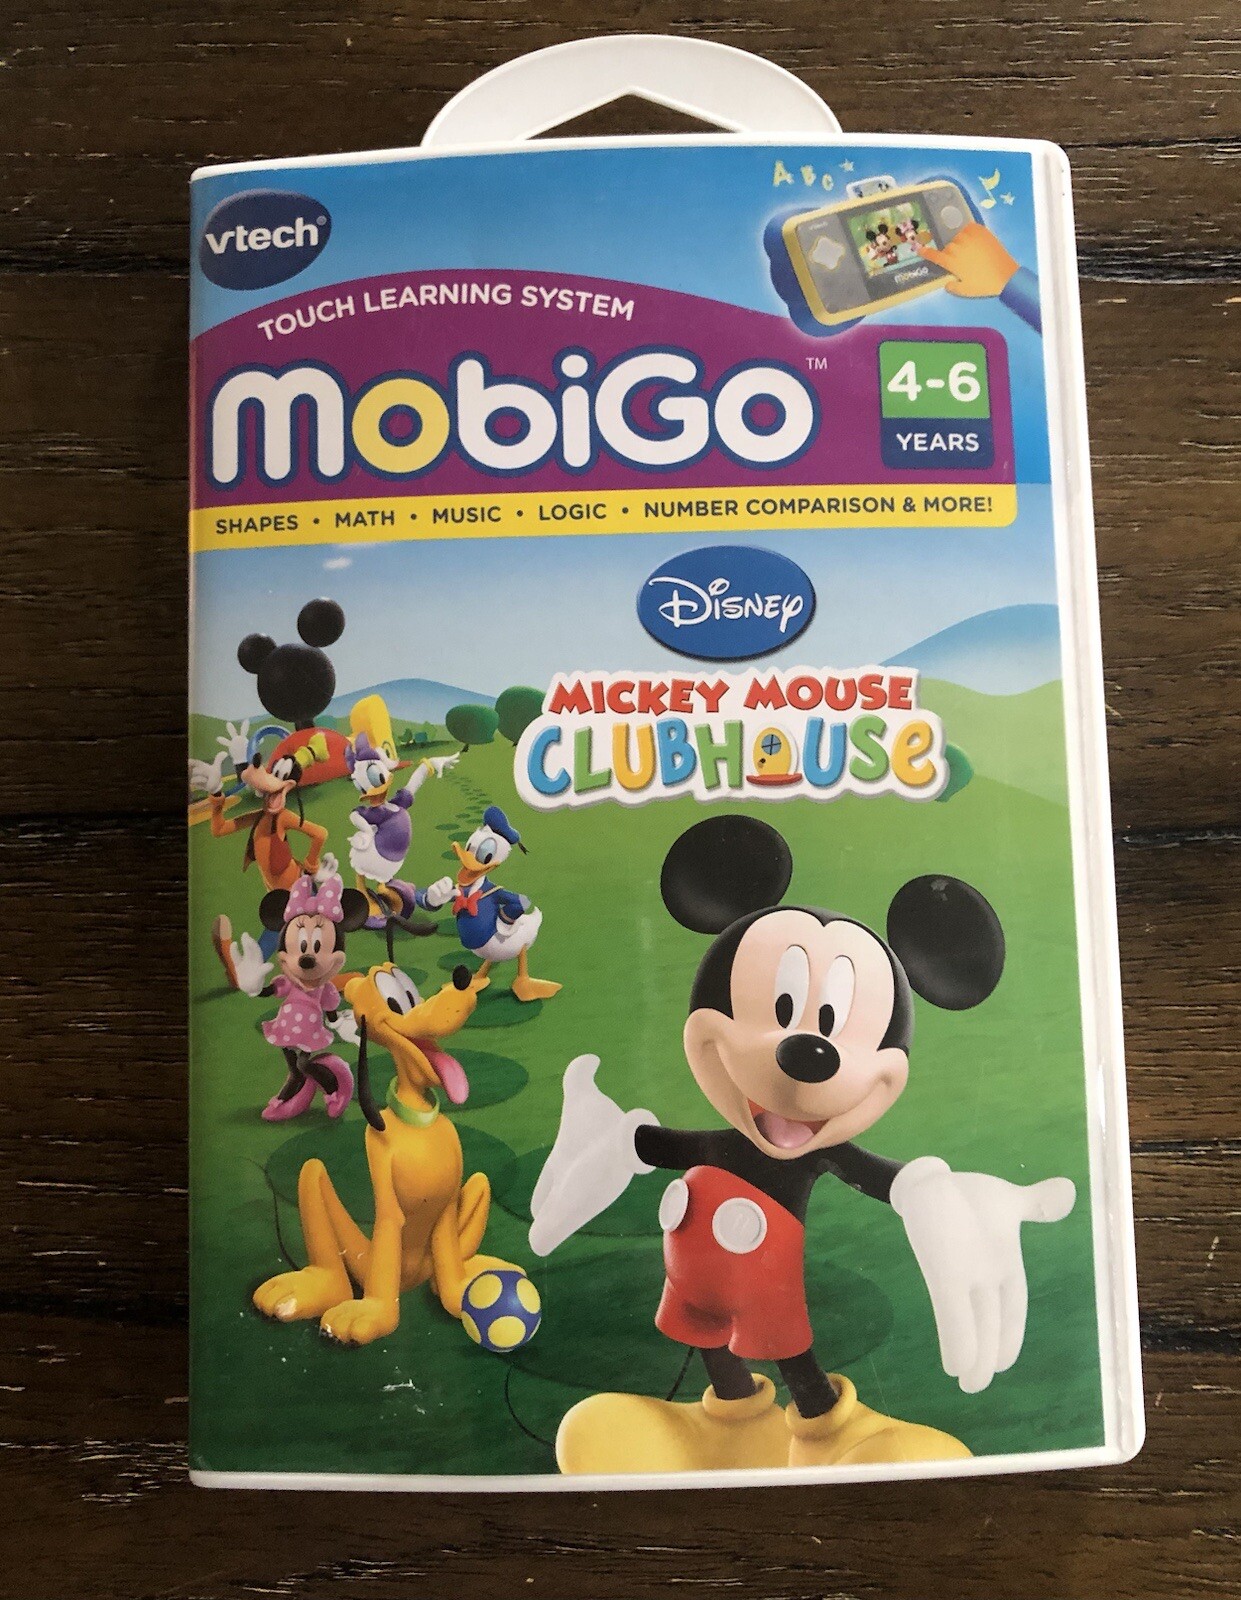 vtech®
A B C
TOUCH LEARNING SYSTEM
mobiGo™
mobiGo
4-6
YEARS
SHAPES • MATH • MUSIC • LOGIC • NUMBER COMPARISON & MORE!
Disney
MICKEY MOUSE
CLUBHOUSE